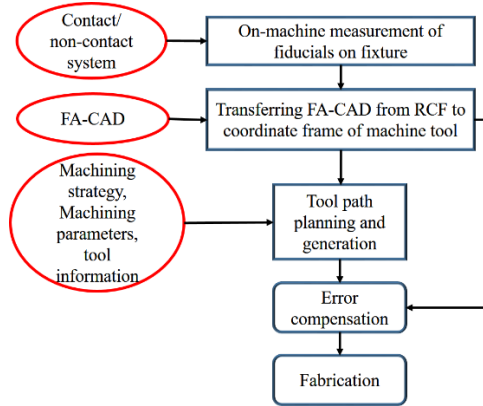 Contact/
non-contact
system
On-machine measurement of
fiducials on fixture
FA-CAD
Transferring FA-CAD from RCF to
coordinate frame of machine tool
Machining
strategy,
Machining
parameters,
tool
information
Tool path
planning and
generation
Error
compensation
Fabrication